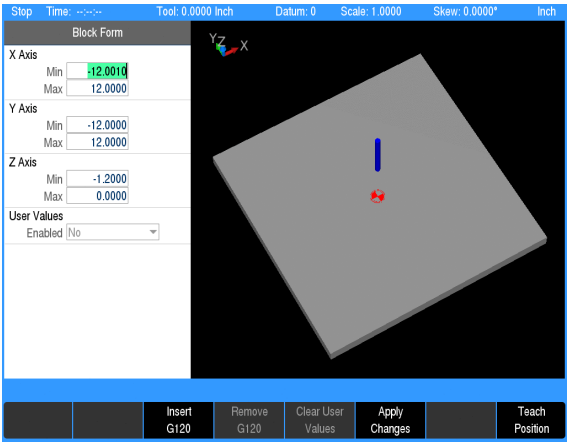 Stop Time: --:--:-- Tool: 0.0000 Inch Datum: 0 Scale: 1.0000 Skew: 0.0000° Inch
Block Form
X Axis
Min -12.0010
Max 12.0000
Y Axis
Min -12.0000
Max 12.0000
Z Axis
Min -1.2000
Max 0.0000
User Values
Enabled No
Y Z X
Insert G120
Remove G120
Clear User Values
Apply Changes
Teach Position